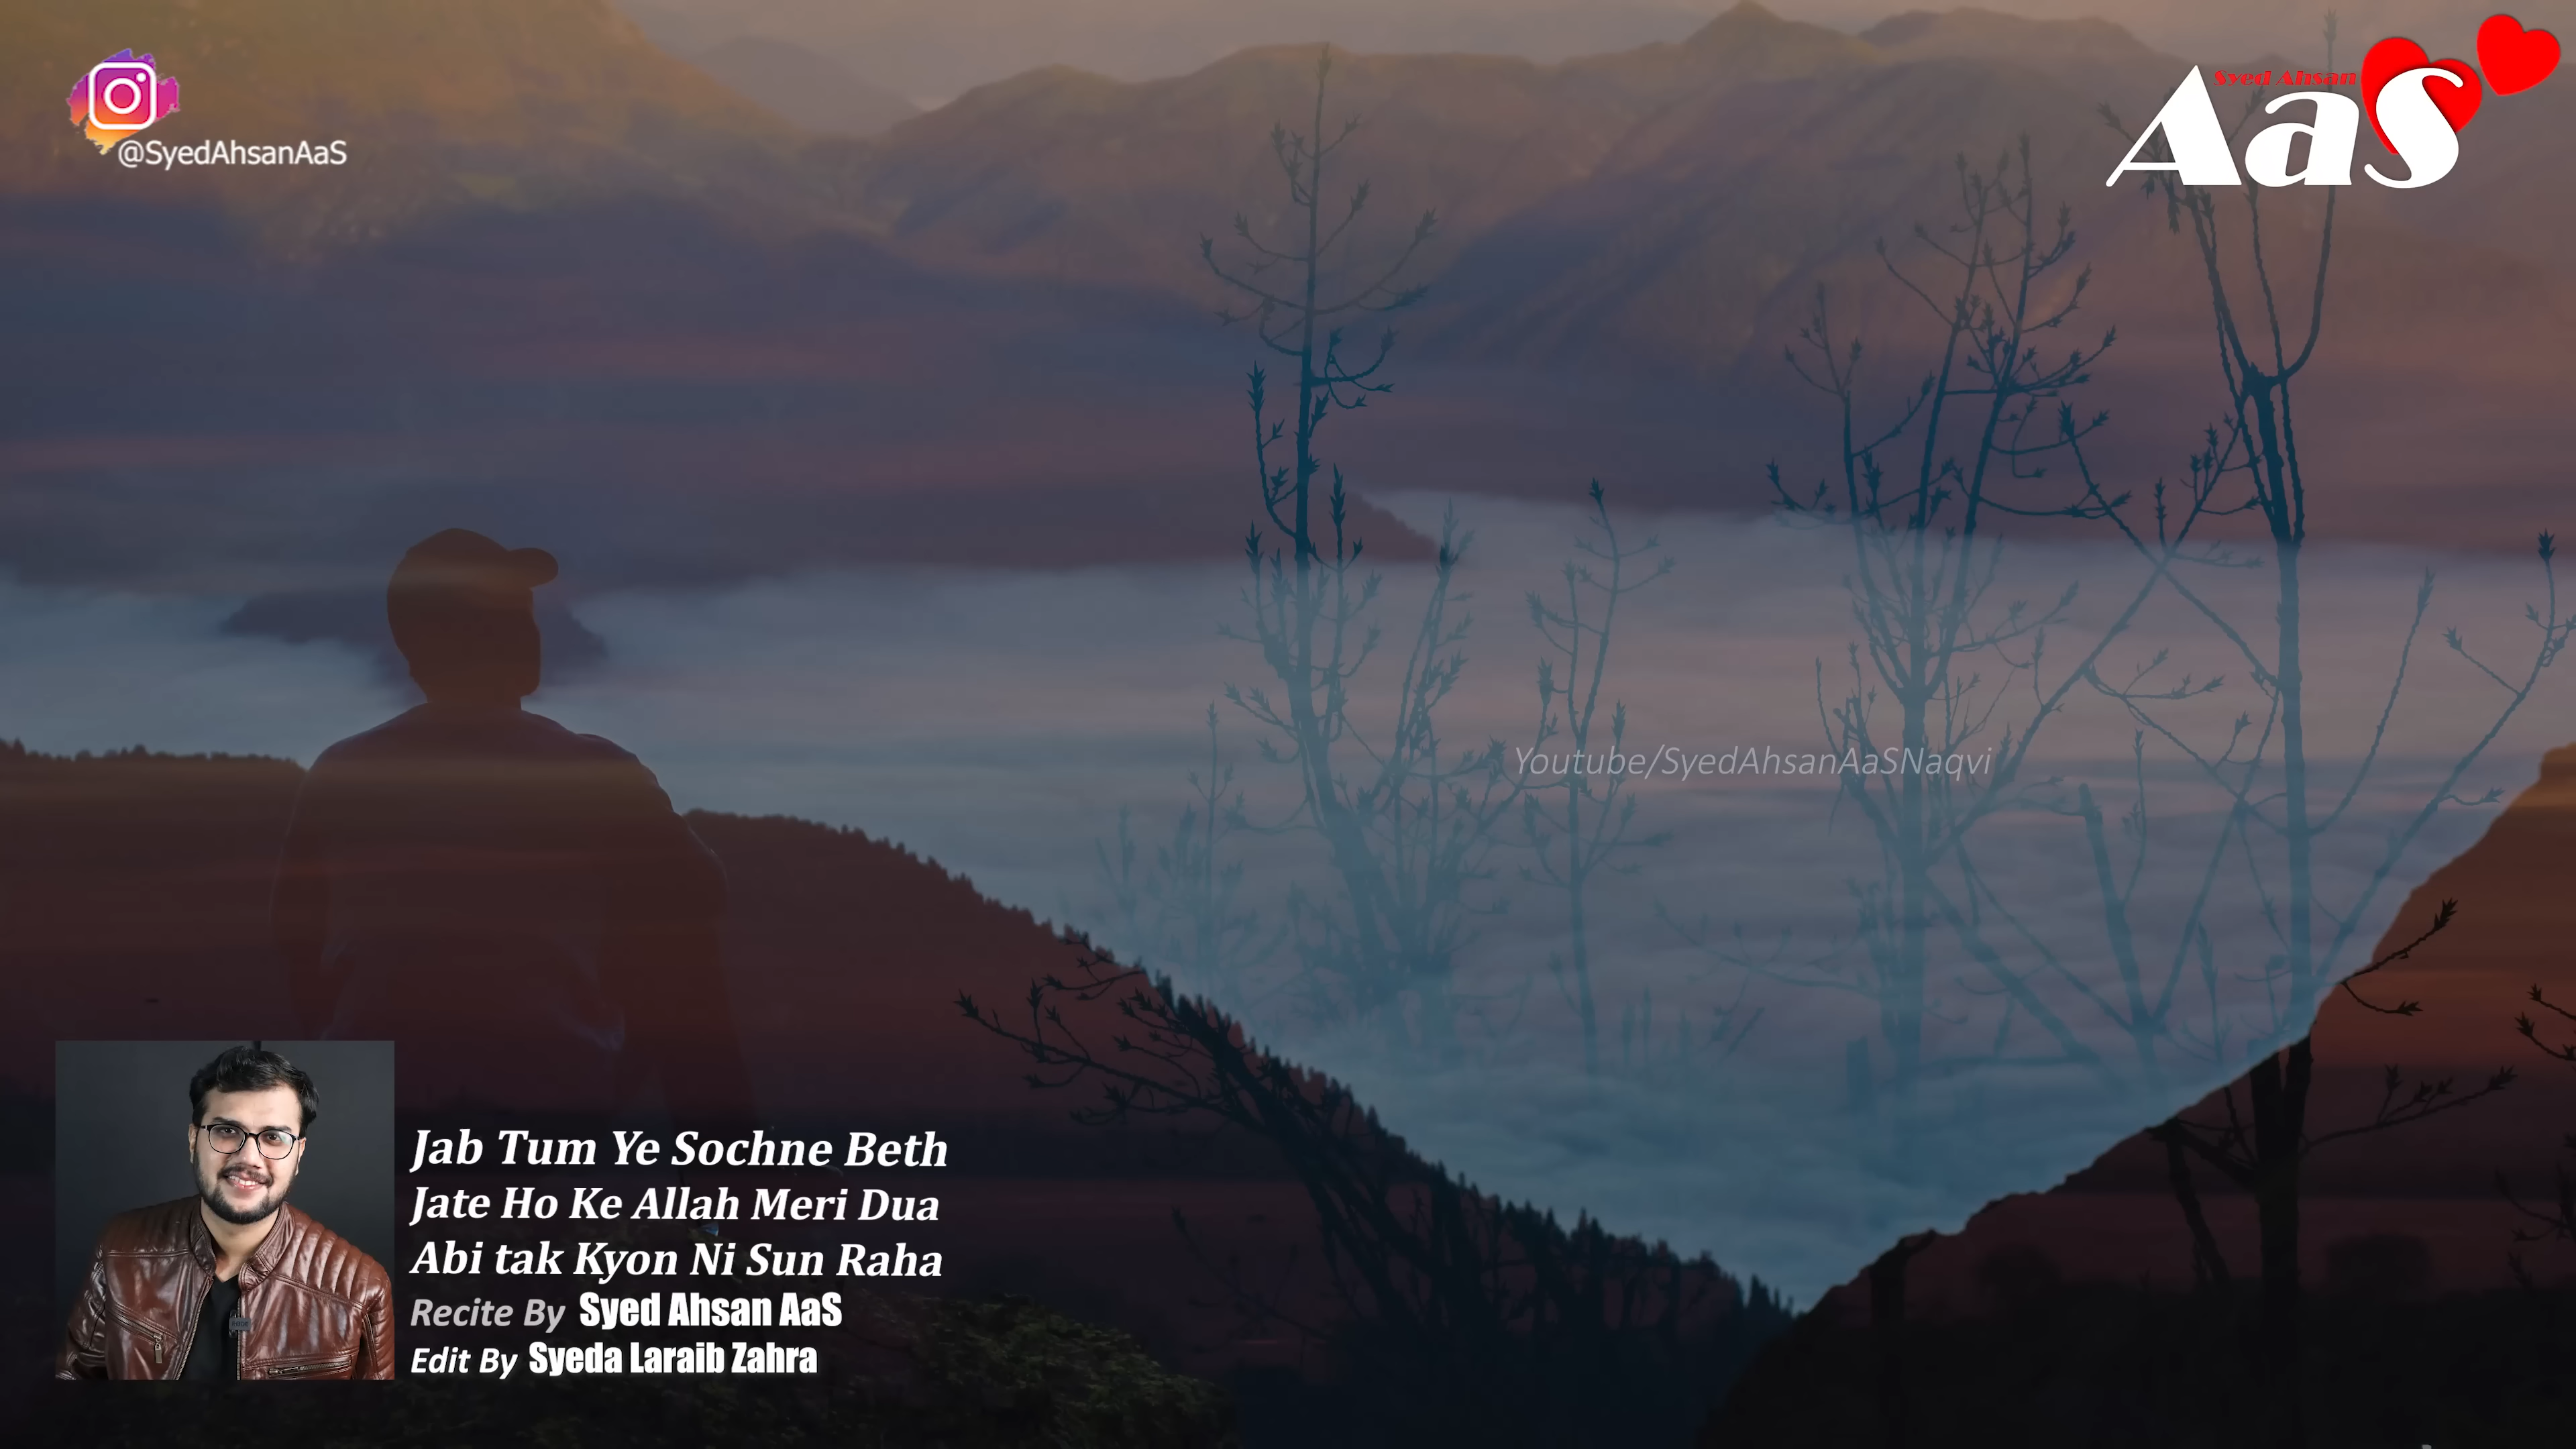 @SyedAhsanAaS
Syed Ahsan
AaS
Youtube/SyedAhsanAaSNaqvi
Jab Tum Ye Sochne Beth
Jate Ho Ke Allah Meri Dua
Abi tak Kyon Ni Sun Raha
Recite By Syed Ahsan AaS
Edit By Syeda Laraib Zahra